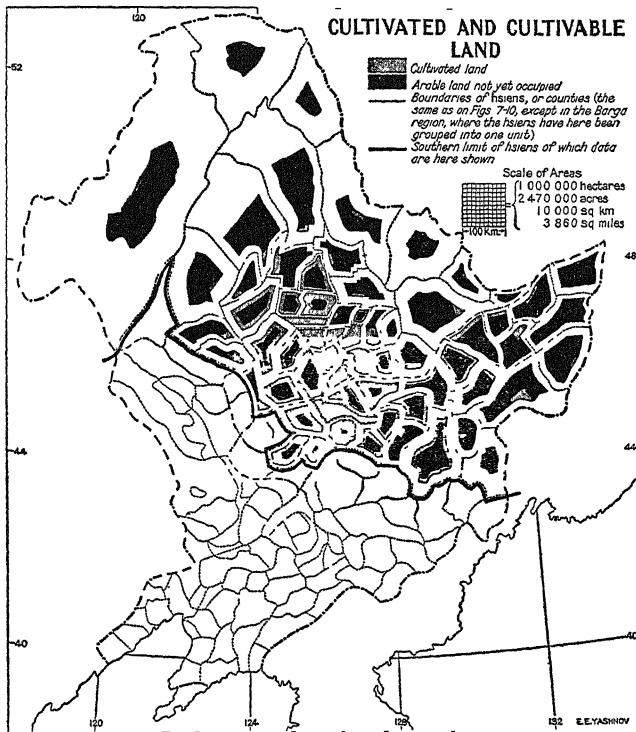 120
CULTIVATED AND CULTIVABLE
LAND
52
Cultivated land
Arable land not yet occupied
Boundaries of hsiens, or counties (the
same as on Figs 7-10, except in the Barga
region, where the hsiens have here been
grouped into one unit)
Southern limit of hsiens of which data
are here shown
Scale of Areas
1 000 000 hectares
2 470 000 acres
10 000 sq km
3 860 sq miles
100 Km.
48
44
44
40
40
120
124
128
132
E.E.YASHNOV